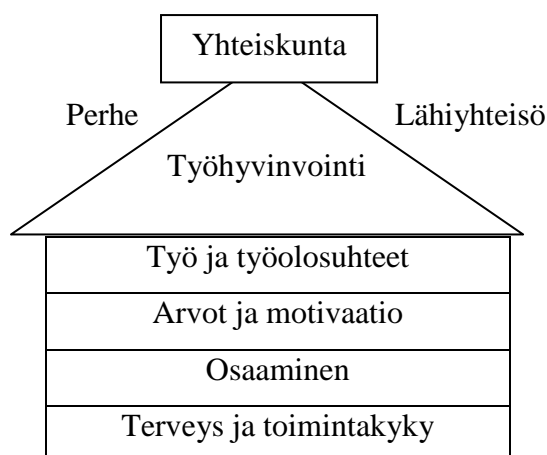 Yhteiskunta
Perhe
Lähiyhteisö
Työhyvinvointi
Työ ja työolosuhteet
Arvot ja motivaatio
Osaaminen
Terveys ja toimintakyky